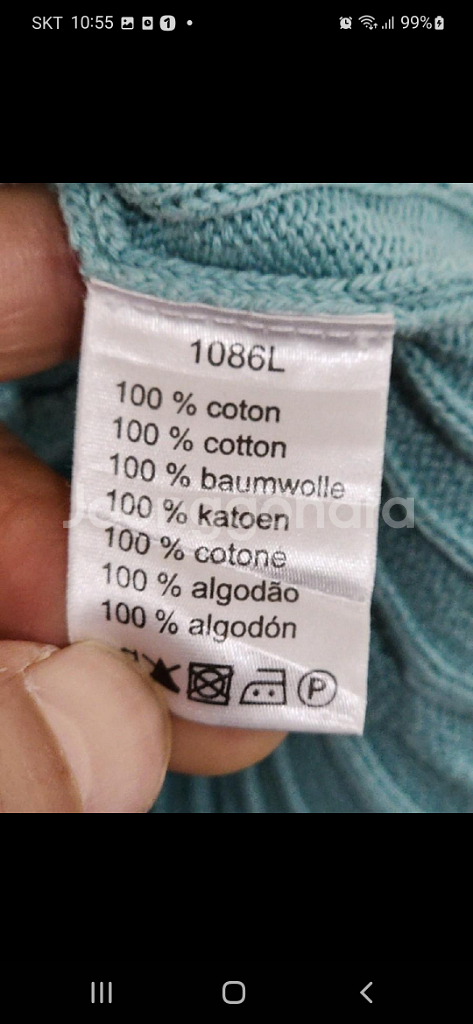 SKT 10:55 1 99%
1086L
100 % coton
100 % cotton
100 % baumwolle
100 % katoen
100 % cotone
100 % algodão
100 % algodón
P